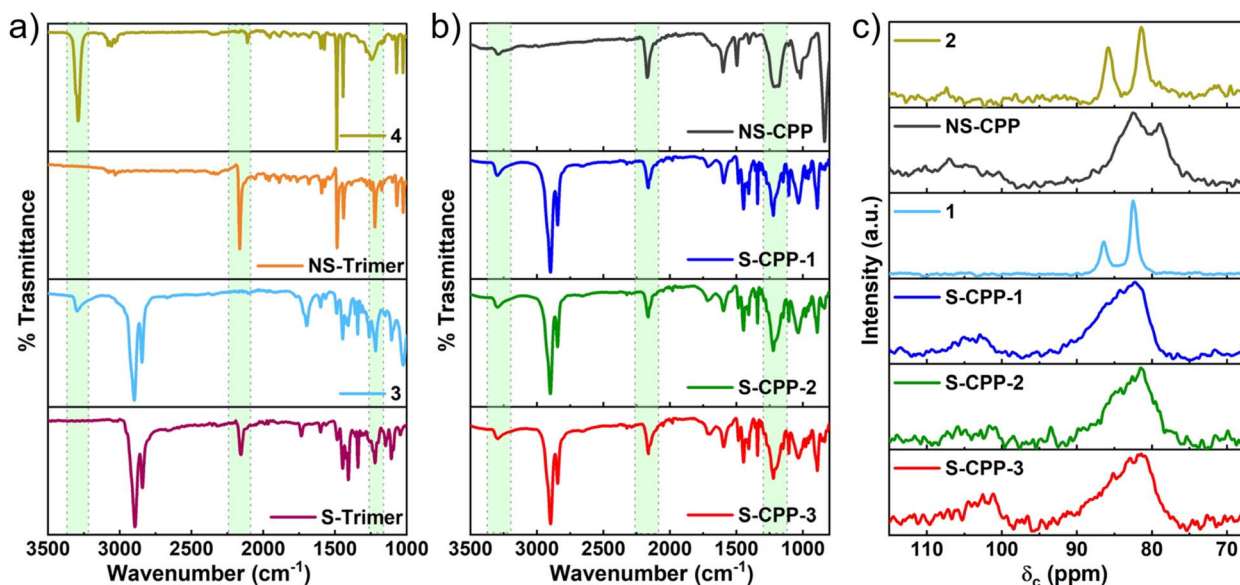 a)
% Trasmittance
4
NS-Trimer
3
S-Trimer
3500 3000 2500 2000 1500 1000
Wavenumber (cm⁻¹)
b)
% Trasmittance
NS-CPP
S-CPP-1
S-CPP-2
S-CPP-3
3500 3000 2500 2000 1500 1000
Wavenumber (cm⁻¹)
c)
Intensity (a.u.)
2
NS-CPP
1
S-CPP-1
S-CPP-2
S-CPP-3
110 100 90 80 70
δc (ppm)